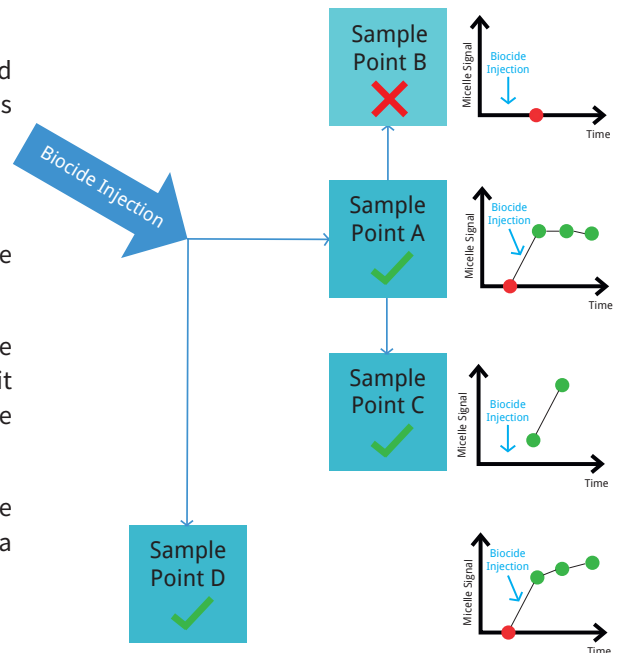 d
s
e
e
it
e
e
a
Biocide Injection
Sample
Point B
Micelle Signal
Biocide
Injection
Time
Sample
Point A
Micelle Signal
Biocide
Injection
Time
Sample
Point C
Micelle Signal
Biocide
Injection
Time
Sample
Point D
Micelle Signal
Biocide
Injection
Time